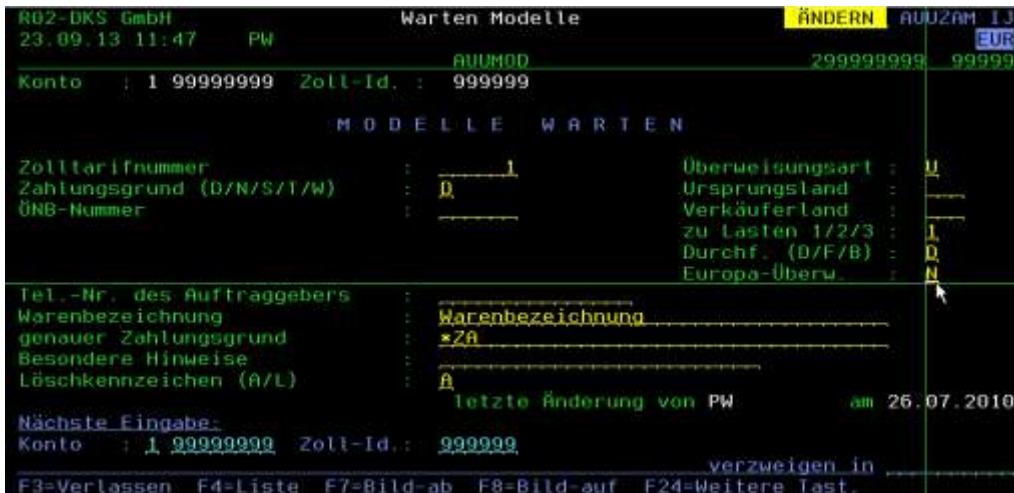 R02-DKS GmbH Warten Modelle ÄNDERN AUUZAM IJ
23.09.13 11:47 PW EUR
AUUMOD 299999999 99999
Konto : 1 99999999 Zoll-Id. : 999999
MODELLE WARTEN
Zolltarifnummer : 1 Überweisungsart : U
Zahlungsgrund (D/N/S/T/W) : D Ursprungsland :
ÖNB-Nummer : Verkäuferland :
zu Lasten 1/2/3 : 1
Durchf. (D/F/B) : D
Europa-Überw. : N
Tel.-Nr. des Auftraggebers :
Warenbezeichnung : Warenbezeichnung
genauer Zahlungsgrund : *ZA
Besondere Hinweise :
Löschkennzeichen (A/L) : A
letzte Änderung von PW am 26.07.2010
Nächste Eingabe:
Konto : 1 99999999 Zoll-Id.: 999999
verzweigen in
F3=Verlassen F4=Liste F7=Bild-ab F8=Bild-auf F24=Weitere Tast.